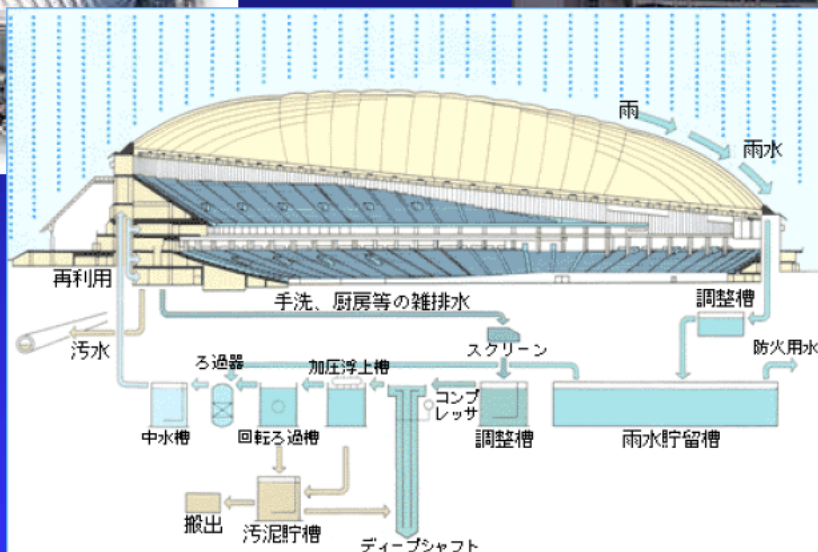 雨
雨水
再利用
手洗、厨房等の雑排水
調整槽
汚水
スクリーン
防火用水
ろ過器
加圧浮上槽
コンプ
レッサ
中水槽
回転ろ過槽
調整槽
雨水貯留槽
搬出
汚泥貯槽
ディープシャフト